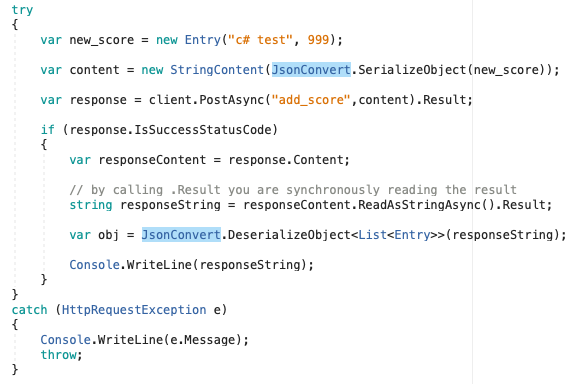 try
{
var new_score = new Entry("c# test", 999);
var content = new StringContent(JsonConvert.SerializeObject(new_score));
var response = client.PostAsync("add_score",content).Result;
if (response.IsSuccessStatusCode)
{
var responseContent = response.Content;
// by calling .Result you are synchronously reading the result
string responseString = responseContent.ReadAsStringAsync().Result;
var obj = JsonConvert.DeserializeObject<List<Entry>>(responseString);
Console.WriteLine(responseString);
}
}
catch (HttpRequestException e)
{
Console.WriteLine(e.Message);
throw;
}